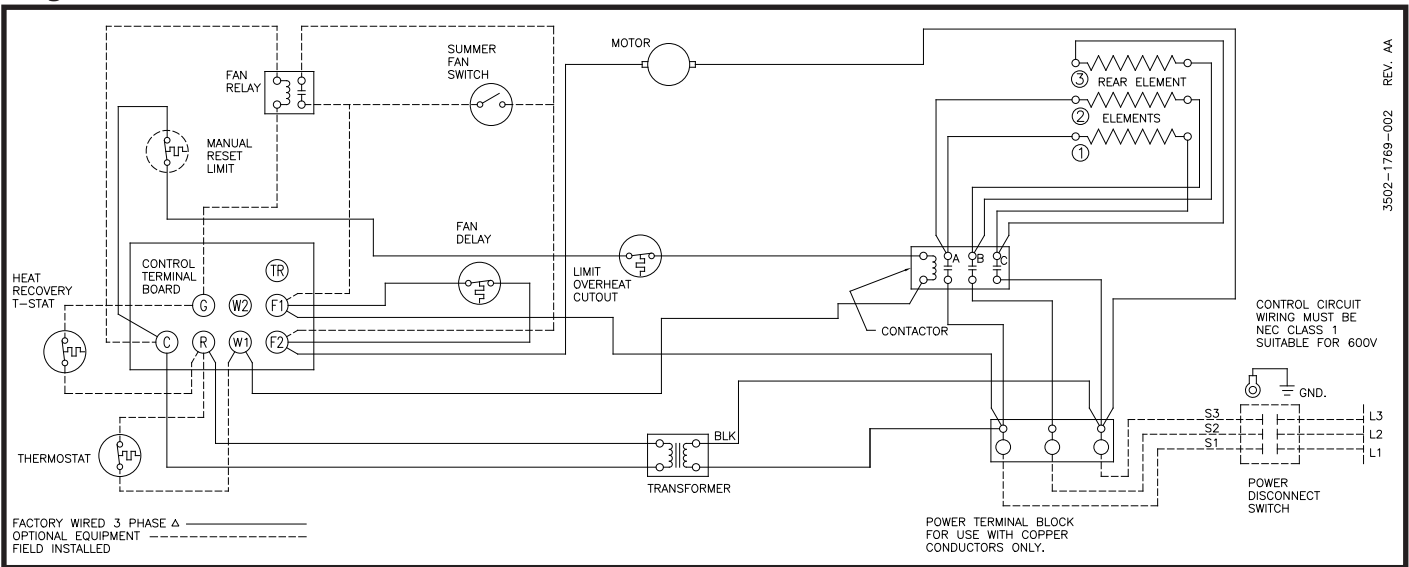 MOTOR
SUMMER
FAN
SWITCH
FAN
RELAY
3
REAR ELEMENT
2
ELEMENTS
1
3502-1769-002 REV. AA
MANUAL
RESET
LIMIT
FAN
DELAY
HEAT
RECOVERY
T-STAT
CONTROL
TERMINAL
BOARD
TR
G
W2
F1
C
R
W1
F2
LIMIT
OVERHEAT
CUTOUT
A
B
C
CONTACTOR
CONTROL CIRCUIT
WIRING MUST BE
NEC CLASS 1
SUITABLE FOR 600V
GND.
S3
S2
S1
L3
L2
L1
THERMOSTAT
BLK
TRANSFORMER
POWER
DISCONNECT
SWITCH
FACTORY WIRED 3 PHASE Δ
OPTIONAL EQUIPMENT
FIELD INSTALLED
POWER TERMINAL BLOCK
FOR USE WITH COPPER
CONDUCTORS ONLY.